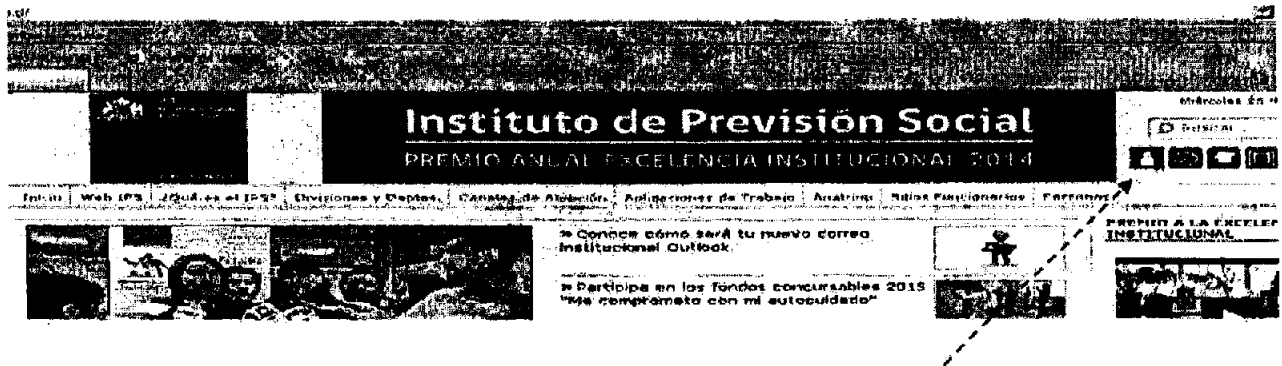 Miércoles
Instituto de Previsión Social
PREMIO ANUAL EXCELENCIA INSTITUCIONAL 2014
BUSCAR
Inicio Web IPS ¿Qué es el IPS? Divisiones y Deptos. Canales de Atención Aplicaciones de Trabajo Sitios Funcionarios
» Conoce cómo será tu nuevo correo
Institucional Outlook.
» Participa en los fondos concursables 2015
"Me comprometo con mi autocuidado"
PREMIO A LA EXCELEN
INSTITUCIONAL